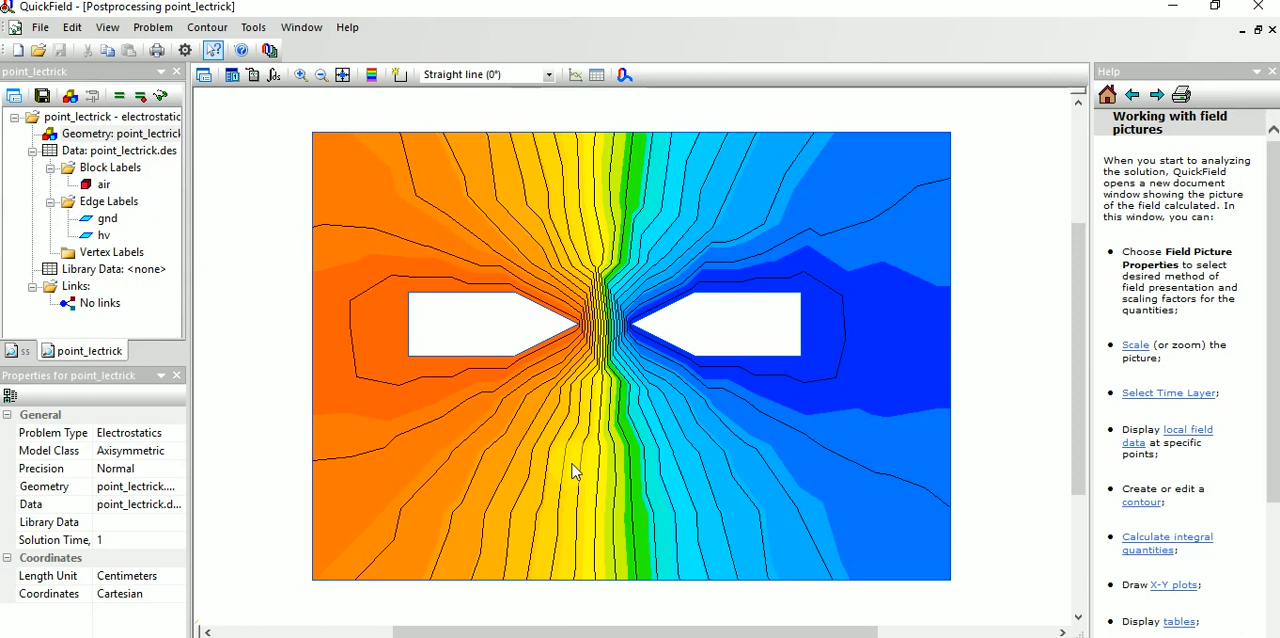 QuickField - [Postprocessing point_lectrick]
File Edit View Problem Contour Tools Window Help
point_lectrick
point_lectrick - electrostatic
Geometry: point_lectrick
Data: point_lectrick.des
Block Labels
air
Edge Labels
gnd
hv
Vertex Labels
Library Data: <none>
Links:
No links
ss point_lectrick
Properties for point_lectrick
General
Problem Type Electrostatics
Model Class Axisymmetric
Precision Normal
Geometry point_lectrick....
Data point_lectrick.d...
Library Data
Solution Time, 1
Coordinates
Length Unit Centimeters
Coordinates Cartesian
Straight line (0°)
Help
Working with field
pictures
When you start to analyzing
the solution, QuickField
opens a new document
window showing the picture
of the field calculated. In
this window, you can:
• Choose Field Picture
Properties to select
desired method of
field presentation and
scaling factors for the
quantities;
• Scale (or zoom) the
picture;
• Select Time Layer;
• Display local field
data at specific
points;
• Create or edit a
contour;
• Calculate integral
quantities;
• Draw X-Y plots;
• Display tables;